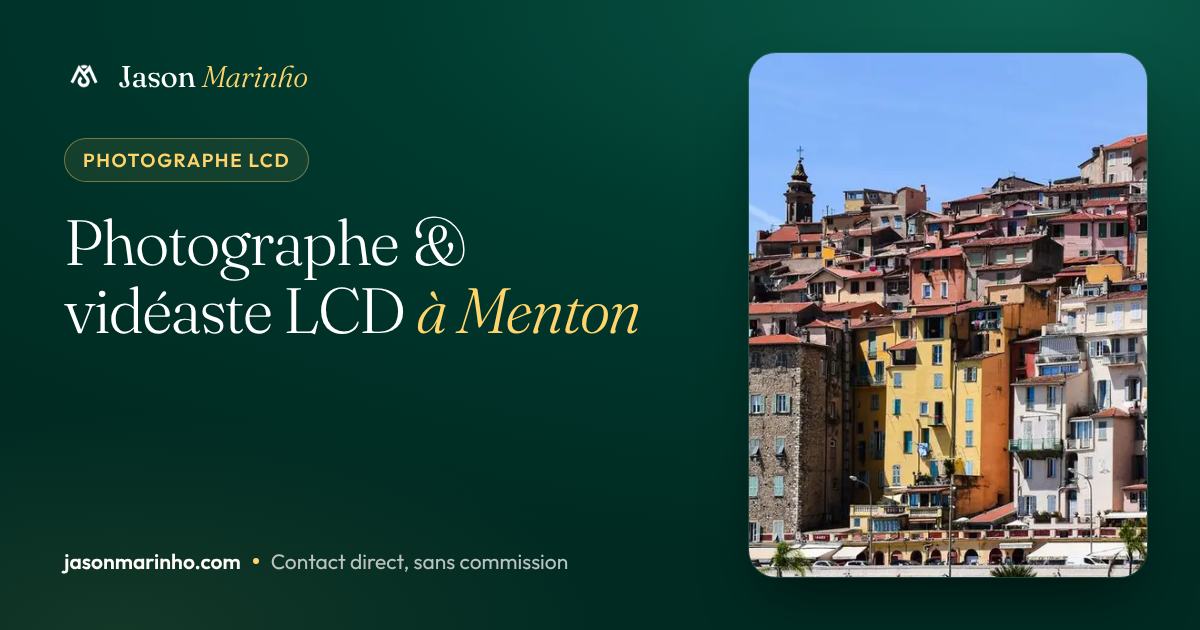 Jason Marinho
PHOTOGRAPHE LCD
Photographe &
vidéaste LCD à Menton
jasonmarinho.com • Contact direct, sans commission